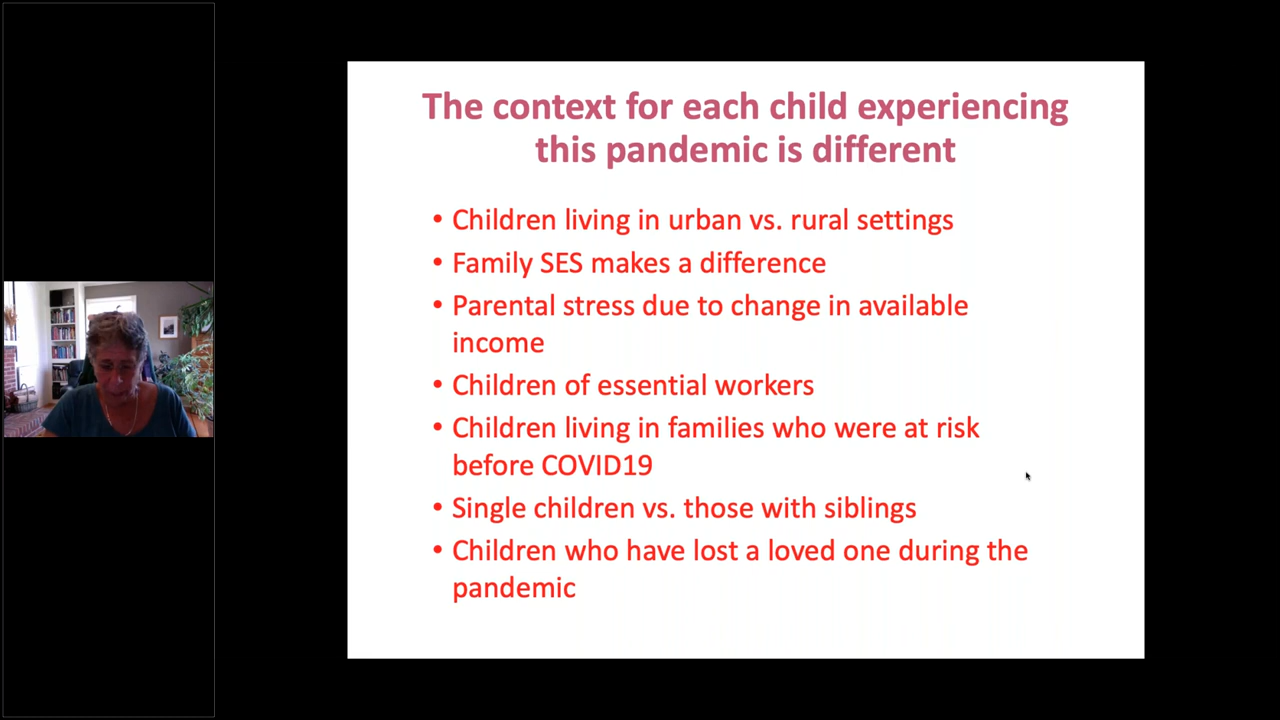 The context for each child experiencing
this pandemic is different
• Children living in urban vs. rural settings
• Family SES makes a difference
• Parental stress due to change in available
income
• Children of essential workers
• Children living in families who were at risk
before COVID19
• Single children vs. those with siblings
• Children who have lost a loved one during the
pandemic